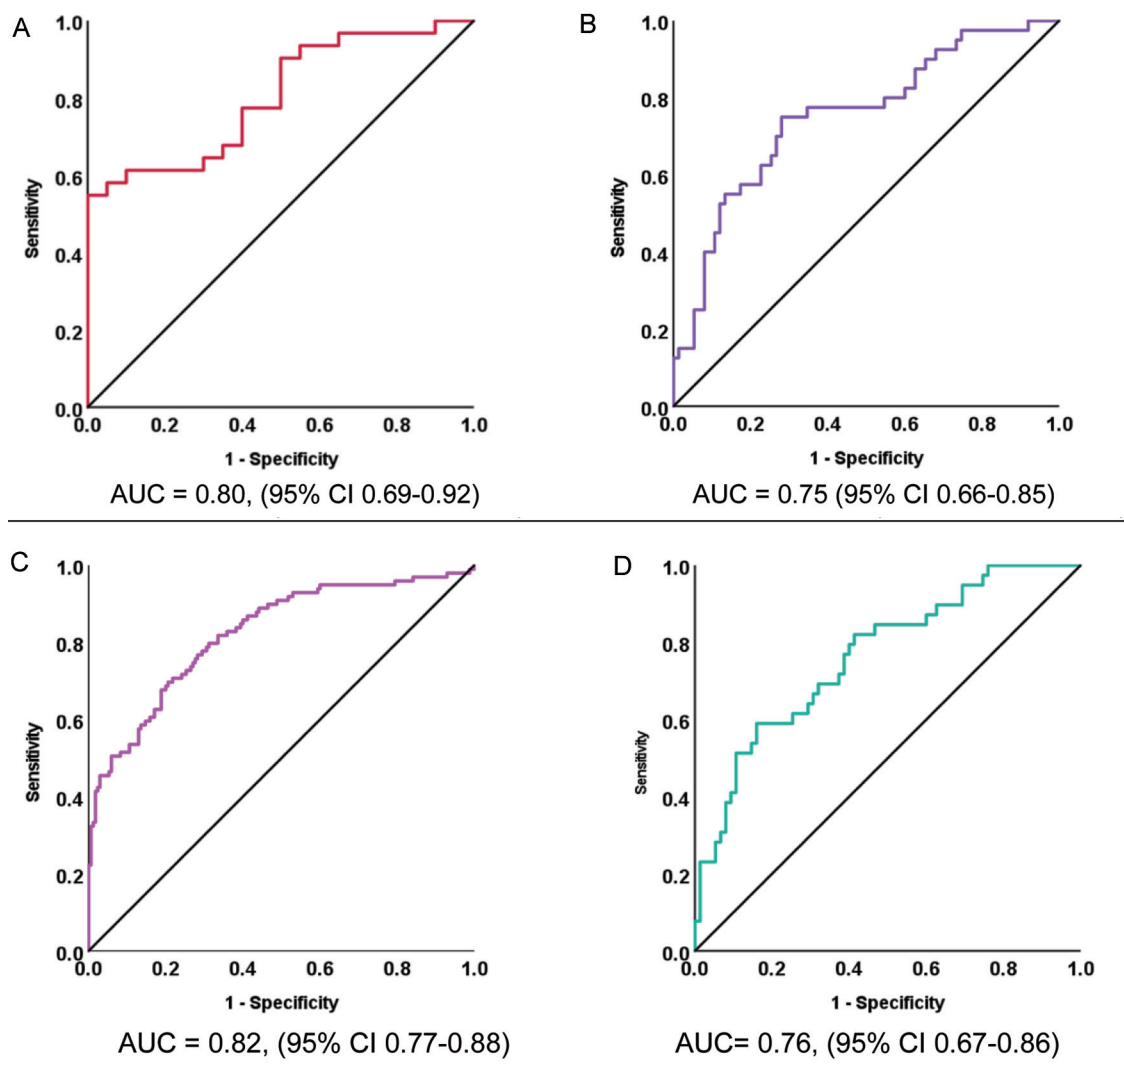 A
1.0
0.8
0.6
0.4
0.2
0.0
Sensitivity
0.0 0.2 0.4 0.6 0.8 1.0
1 - Specificity
AUC = 0.80, (95% CI 0.69-0.92)
B
1.0
0.8
0.6
0.4
0.2
0.0
Sensitivity
0.0 0.2 0.4 0.6 0.8 1.0
1 - Specificity
AUC = 0.75 (95% CI 0.66-0.85)
C
1.0
0.8
0.6
0.4
0.2
0.0
Sensitivity
0.0 0.2 0.4 0.6 0.8 1.0
1 - Specificity
AUC = 0.82, (95% CI 0.77-0.88)
D
1.0
0.8
0.6
0.4
0.2
0.0
Sensitivity
0.0 0.2 0.4 0.6 0.8 1.0
1 - Specificity
AUC= 0.76, (95% CI 0.67-0.86)